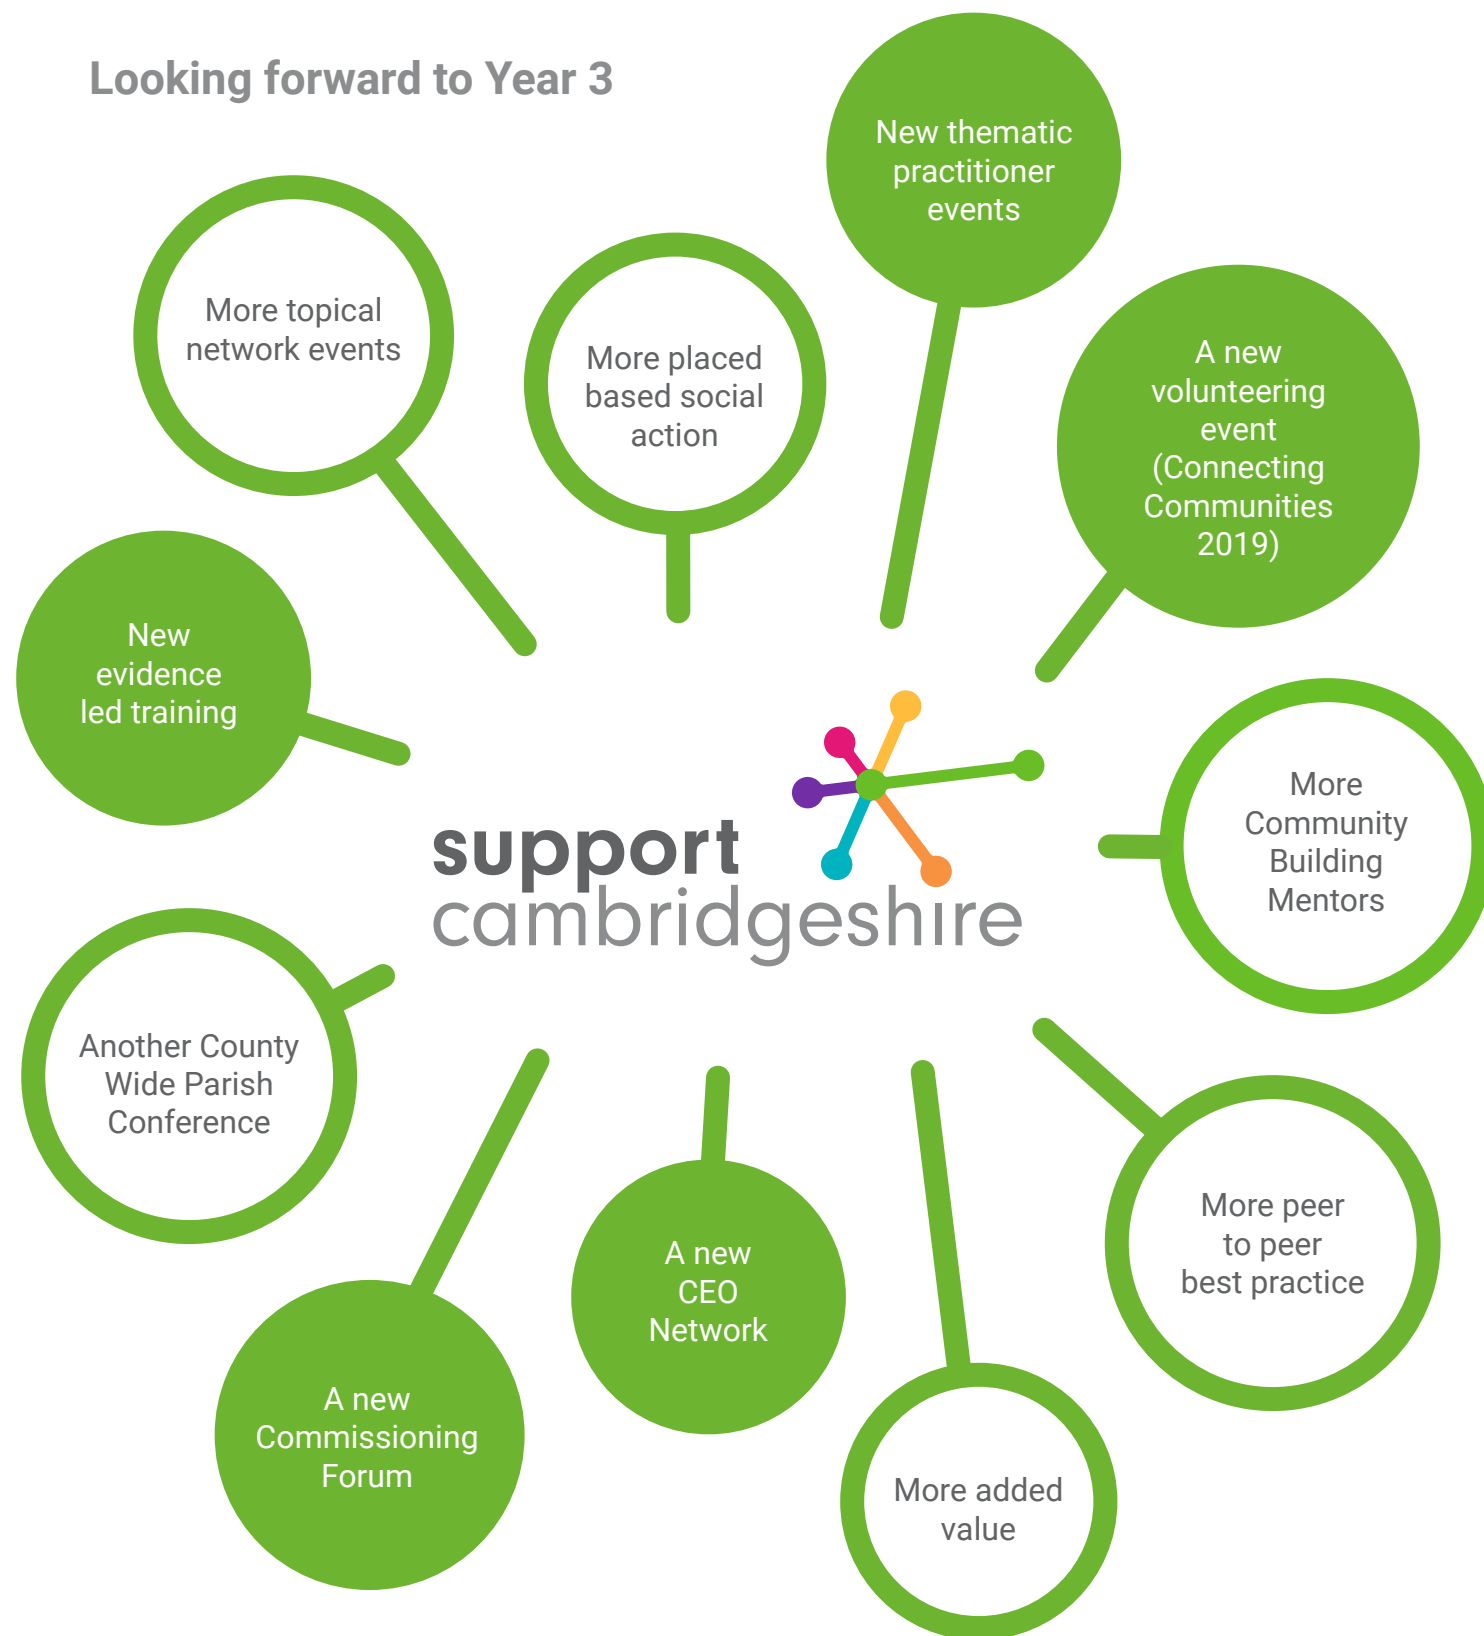 Looking forward to Year 3
New thematic
practitioner
events
More topical
network events
More placed
based social
action
A new
volunteering
event
(Connecting
Communities
2019)
New
evidence
led training
More
Community
Building
Mentors
support
cambridgeshire
Another County
Wide Parish
Conference
More peer
to peer
best practice
A new
CEO
Network
A new
Commissioning
Forum
More added
value